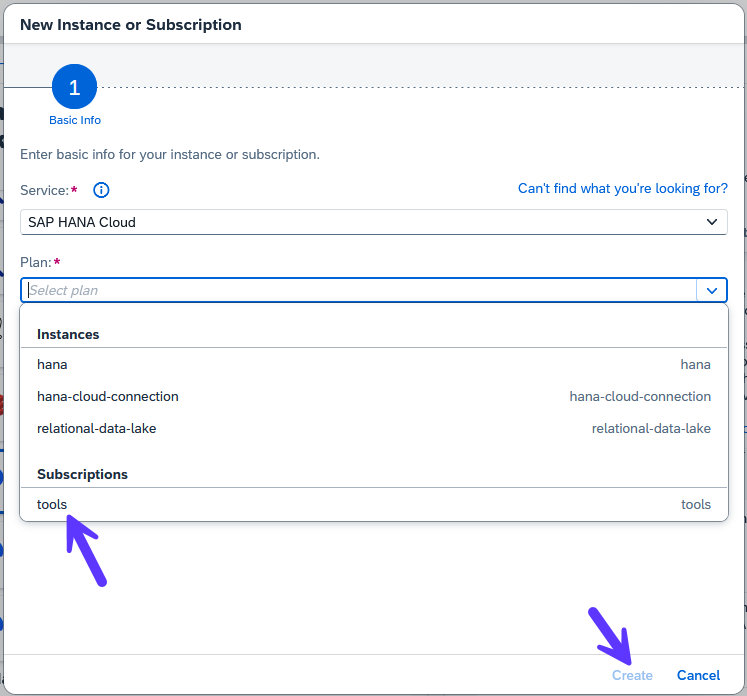 New Instance or Subscription
1
Basic Info
Enter basic info for your instance or subscription.
Service:*
Can't find what you're looking for?
SAP HANA Cloud
Plan:*
Select plan
Instances
hana hana
hana-cloud-connection hana-cloud-connection
relational-data-lake relational-data-lake
Subscriptions
tools tools
Create Cancel